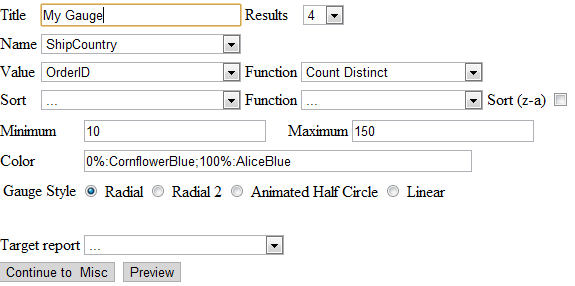 Title My Gauge Results 4
Name ShipCountry
Value OrderID Function Count Distinct
Sort ... Function ... Sort (z-a)
Minimum 10 Maximum 150
Color 0%:CornflowerBlue;100%:AliceBlue
Gauge Style Radial Radial 2 Animated Half Circle Linear
Target report ...
Continue to Misc Preview